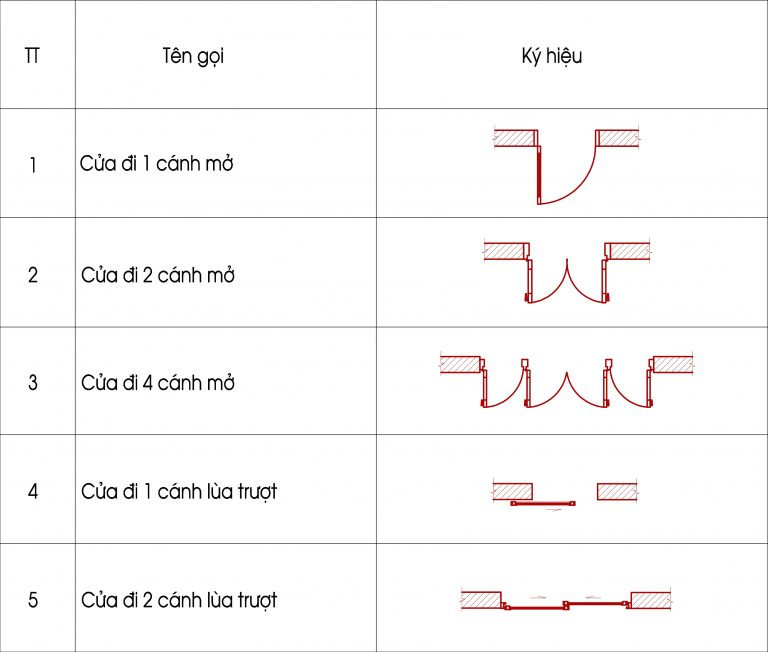 TT Tên gọi Ký hiệu
1 Cửa đi 1 cánh mở
2 Cửa đi 2 cánh mở
3 Cửa đi 4 cánh mở
4 Cửa đi 1 cánh lùa trượt
5 Cửa đi 2 cánh lùa trượt